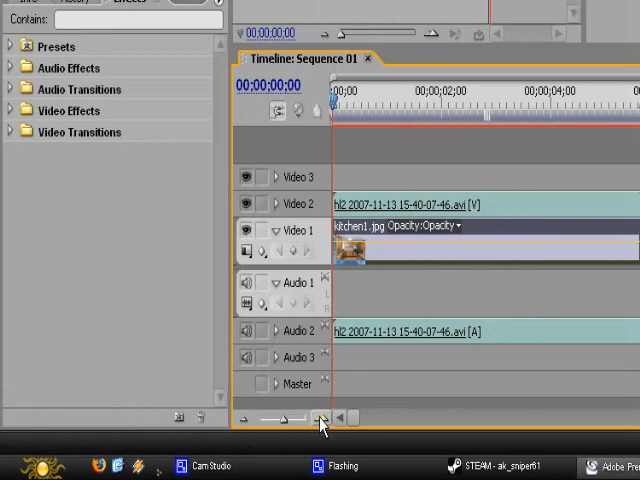 Info
History
Effects
Contains:
Presets
Audio Effects
Audio Transitions
Video Effects
Video Transitions
00;00;00;00
Timeline: Sequence 01
00;00;00;00
;00;00
00;00;02;00
00;00;04;00
Video 3
Video 2
hl2 2007-11-13 15-40-07-46.avi [V]
Video 1
kitchen1.jpg Opacity:Opacity
Audio 1
L
R
Audio 2
hl2 2007-11-13 15-40-07-46.avi [A]
Audio 3
Master
CamStudio
Flashing
STEAM - ak_sniper61
Adobe Pre